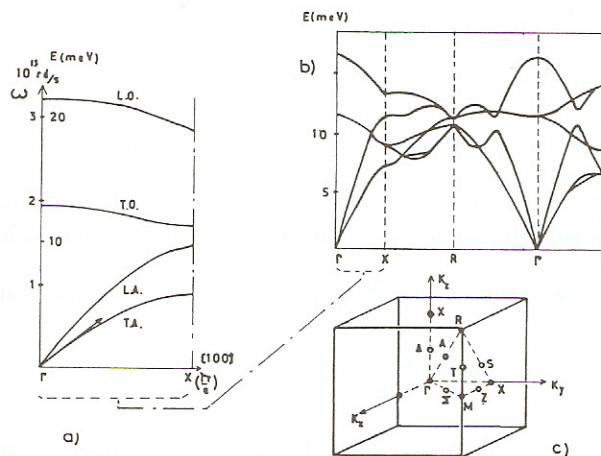 E(meV)
10¹³ rd/s
ω
3
20
2
10
1
L.O.
T.O.
L.A.
T.A.
[100]
Γ
X
a)
E(meV)
b)
10
5
Γ
X
R
Γ
K_z
X
R
Δ
Λ
S
T
Γ
X
K_y
Σ
Z
K_x
M
c)